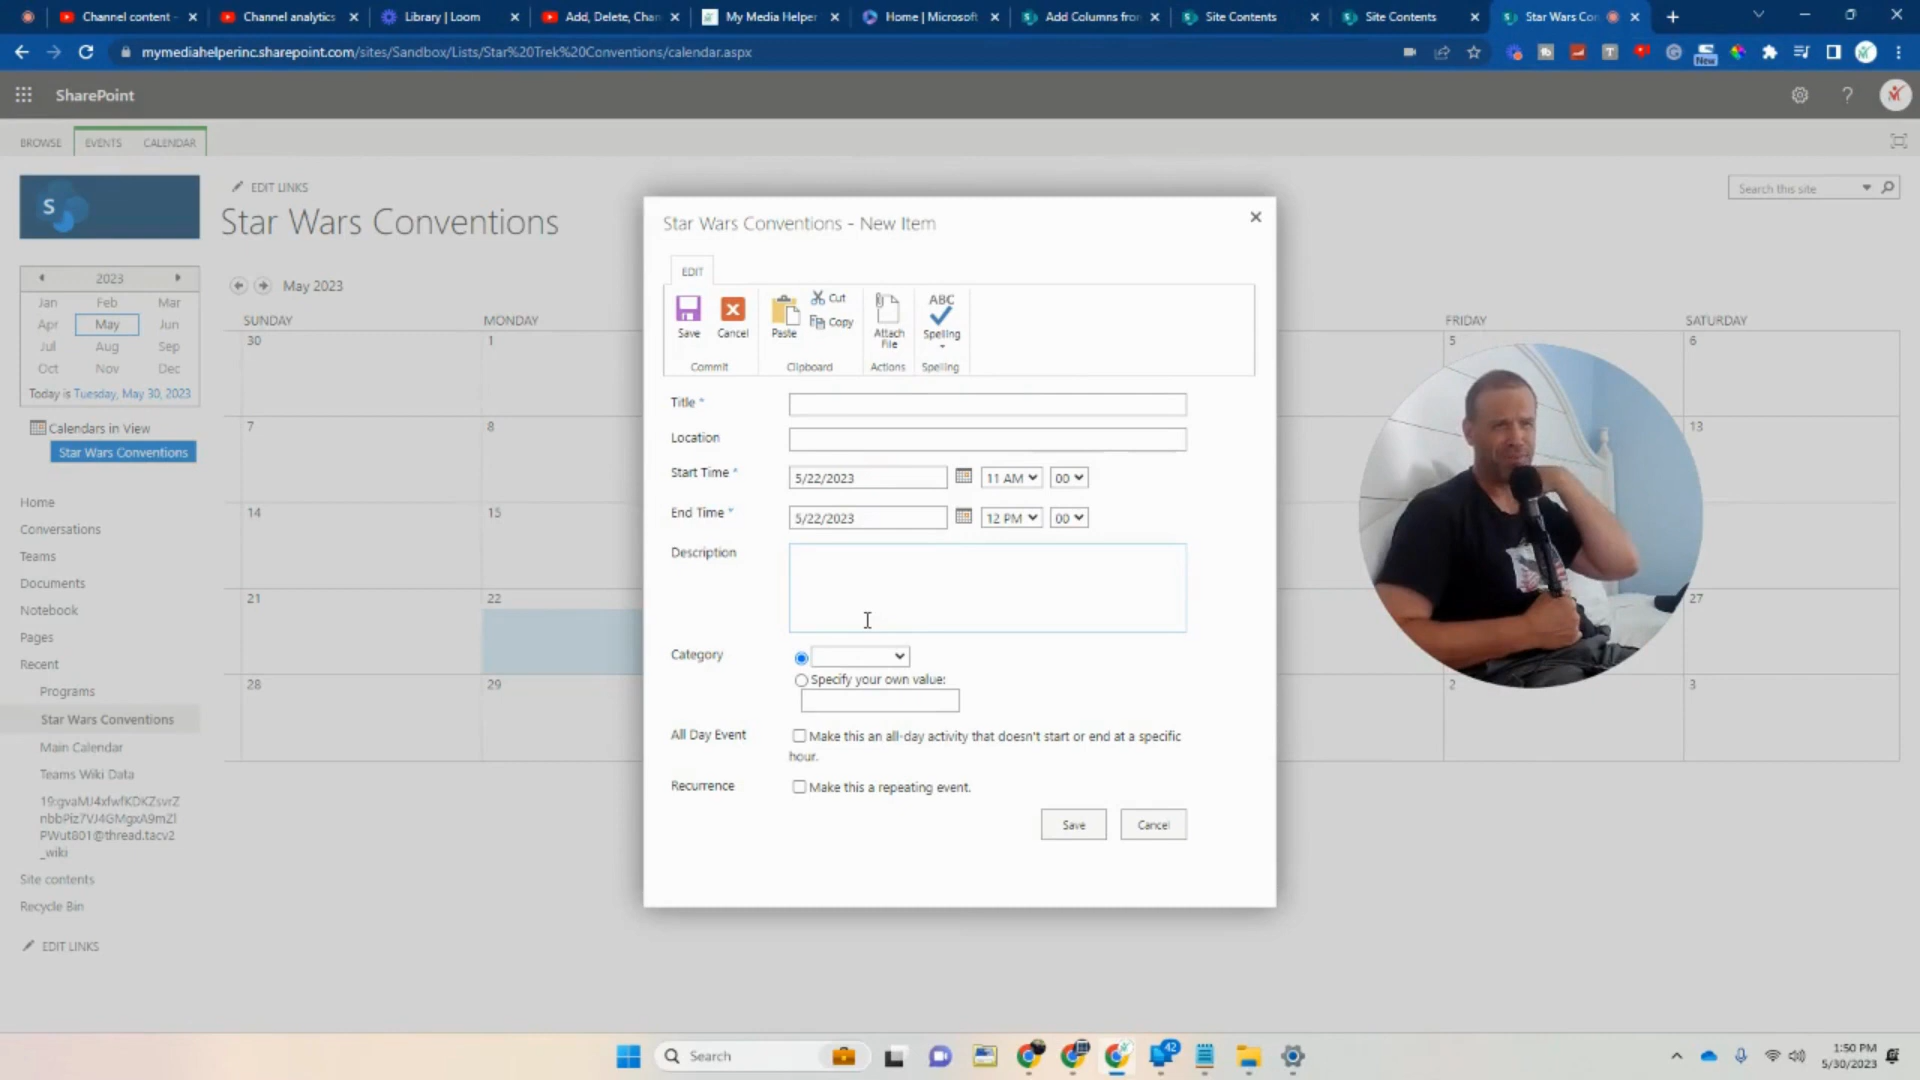 Channel content -
Channel analytics
Library | Loom
Add, Delete, Chan
My Media Helper
Home | Microsoft
Add Columns from
Site Contents
Site Contents
Star Wars Con
mymediahelperinc.sharepoint.com/sites/Sandbox/Lists/Star%20Trek%20Conventions/calendar.aspx
New
SharePoint
BROWSE
EVENTS
CALENDAR
EDIT LINKS
Star Wars Conventions
Search this site
2023
Jan Feb Mar
Apr May Jun
Jul Aug Sep
Oct Nov Dec
Today is Tuesday, May 30, 2023
Calendars in View
Star Wars Conventions
Home
Conversations
Teams
Documents
Notebook
Pages
Recent
Programs
Star Wars Conventions
Main Calendar
Teams Wiki Data
_wiki
Site contents
Recycle Bin
EDIT LINKS
May 2023
SUNDAY MONDAY FRIDAY SATURDAY
30 1 5 6
7 8 13
14 15
21 22 27
28 29 2 3
Star Wars Conventions - New Item
EDIT
Save Cancel
Commit
Paste
Cut
Copy
Clipboard
Attach
File
Actions
ABC
Spelling
Spelling
Title *
Location
Start Time *
5/22/2023 11 AM 00
End Time *
5/22/2023 12 PM 00
Description
Category
Specify your own value:
All Day Event
Make this an all-day activity that doesn't start or end at a specific
hour.
Recurrence
Make this a repeating event.
Save Cancel
Search
42
1:50 PM
5/30/2023